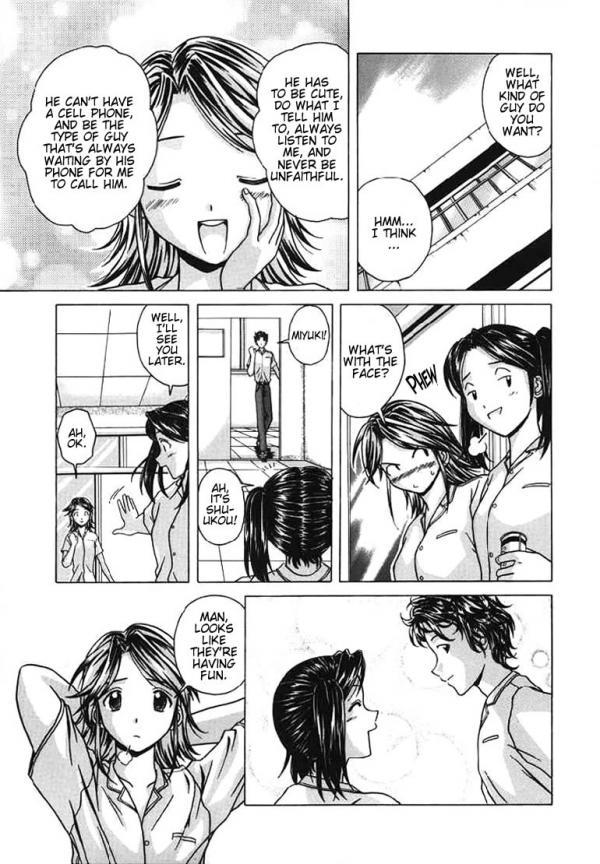 WELL,
WHAT
KIND OF
GUY DO
YOU
WANT?
HMM...
I THINK
...
HE HAS
TO BE CUTE,
DO WHAT I
TELL HIM
TO, ALWAYS
LISTEN TO
ME, AND
NEVER BE
UNFAITHFUL.
HE CAN'T HAVE
A CELL PHONE,
AND BE THE
TYPE OF GUY
THAT'S ALWAYS
WAITING BY HIS
PHONE FOR ME
TO CALL HIM.
WHAT'S
WITH THE
FACE?
PHEW
MIYUKI!
AH,
IT'S
SHU-
UKOU!
WELL,
I'LL
SEE
YOU
LATER.
AH,
OK.
MAN,
LOOKS
LIKE
THEY'RE
HAVING
FUN.